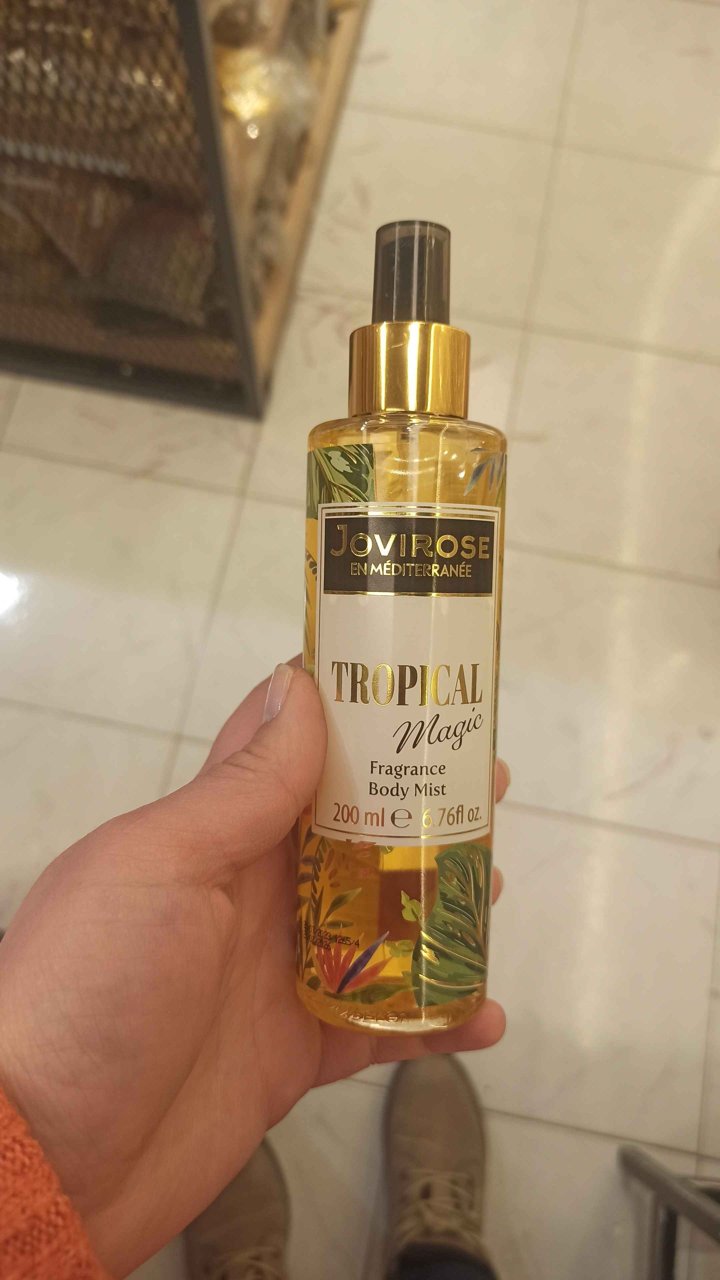 JOVIROSE
EN MÉDITERRANÉE
TROPICAL
Magic
Fragrance
Body Mist
200 ml ℮ 6.76fl oz.